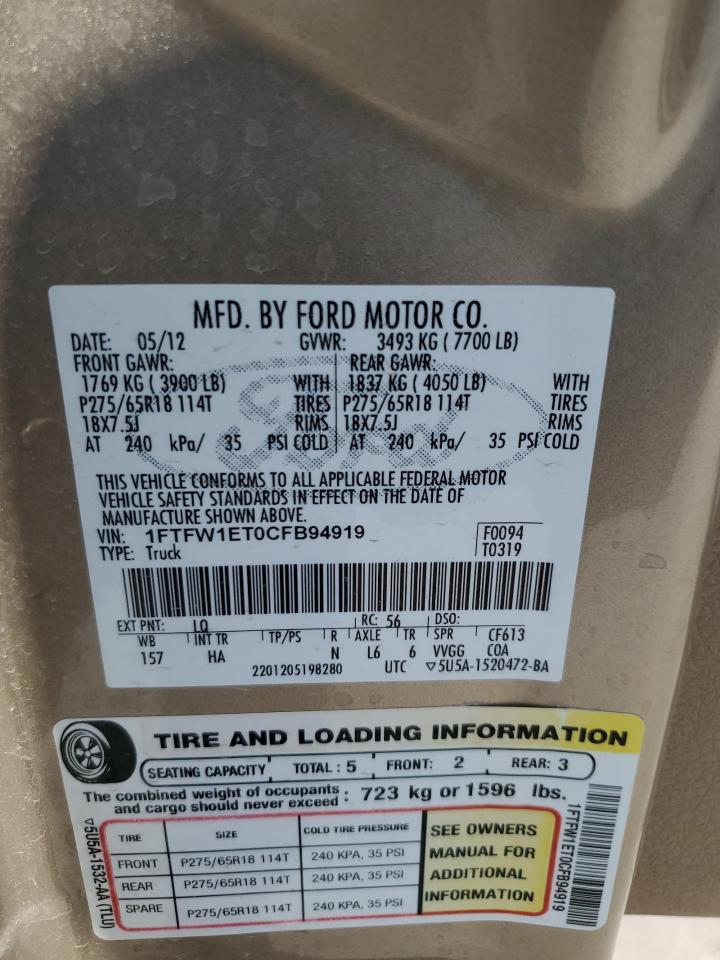 MFD. BY FORD MOTOR CO.
DATE: 05/12 GVWR: 3493 KG ( 7700 LB)
FRONT GAWR: REAR GAWR:
1769 KG ( 3900 LB) WITH 1837 KG ( 4050 LB) WITH
P275/65R18 114T TIRES P275/65R18 114T TIRES
18X7.5J RIMS 18X7.5J RIMS
AT 240 kPa/ 35 PSI COLD AT 240 kPa/ 35 PSI COLD
THIS VEHICLE CONFORMS TO ALL APPLICABLE FEDERAL MOTOR
VEHICLE SAFETY STANDARDS IN EFFECT ON THE DATE OF
MANUFACTURE SHOWN ABOVE.
VIN: 1FTFW1ET0CFB94919 F0094
TYPE: Truck T0319
EXT PNT: LQ RC: 56 DSO:
WB INT TR TP/PS R AXLE TR SPR CF613
157 HA N L6 6 VVGG COA
2201205198280 UTC ▽5U5A-1520472-BA
Ford
TIRE AND LOADING INFORMATION
SEATING CAPACITY TOTAL : 5 FRONT: 2 REAR: 3
The combined weight of occupants
and cargo should never exceed : 723 kg or 1596 lbs.
TIRE SIZE COLD TIRE PRESSURE
FRONT P275/65R18 114T 240 KPA, 35 PSI
REAR P275/65R18 114T 240 KPA, 35 PSI
SPARE P275/65R18 114T 240 KPA, 35 PSI
SEE OWNERS
MANUAL FOR
ADDITIONAL
INFORMATION
▽5U5A-1532-AA (TLU)
1FTFW1ET0CFB94919